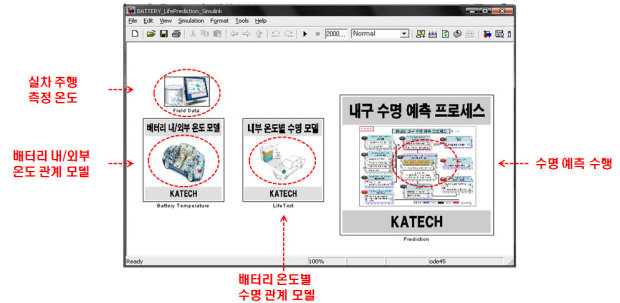 BATTERY_LifePrediction_Simulink
File Edit View Simulation Format Tools Help
2000... Normal
실차 주행
측정 온도
Field Data
배터리 내/외부 온도 모델
내부 온도별 수명 모델
내구 수명 예측 프로세스
배터리 내/외부
온도 관계 모델
수명 예측 수행
KATECH
KATECH
KATECH
Battery Temperature
LifeTest
Prediction
Ready
100%
ode45
배터리 온도별
수명 관계 모델